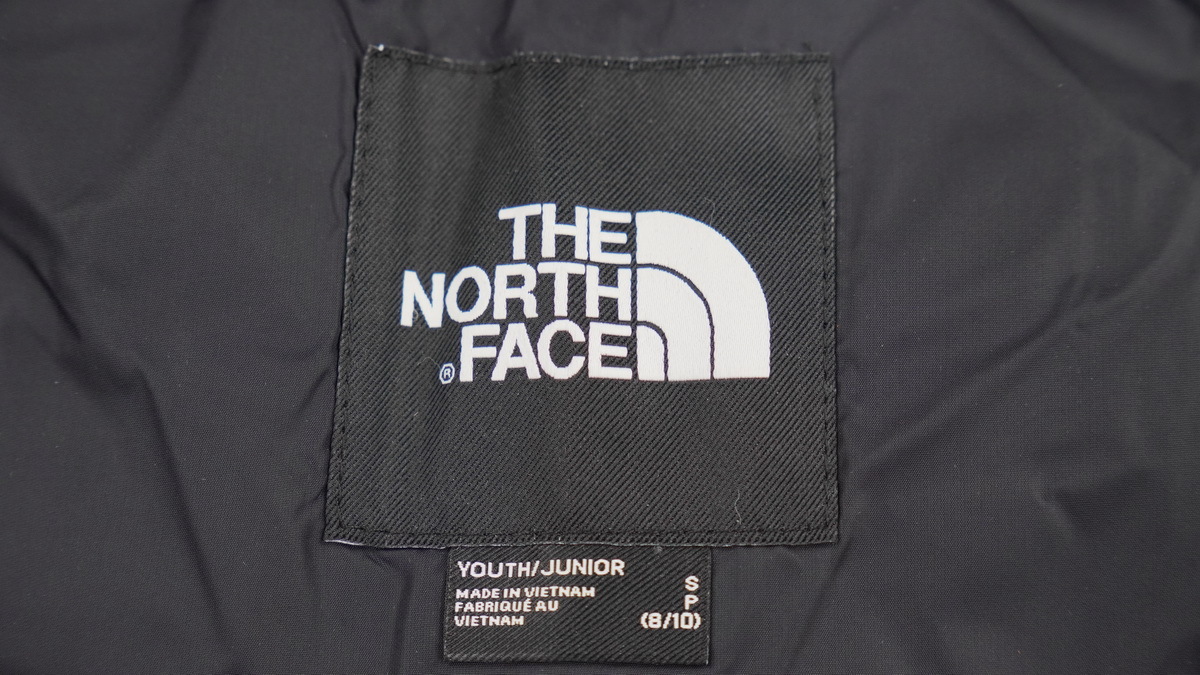 THE
NORTH
®FACE
YOUTH/JUNIOR
MADE IN VIETNAM
FABRIQUÉ AU
VIETNAM
S
P
(8/10)